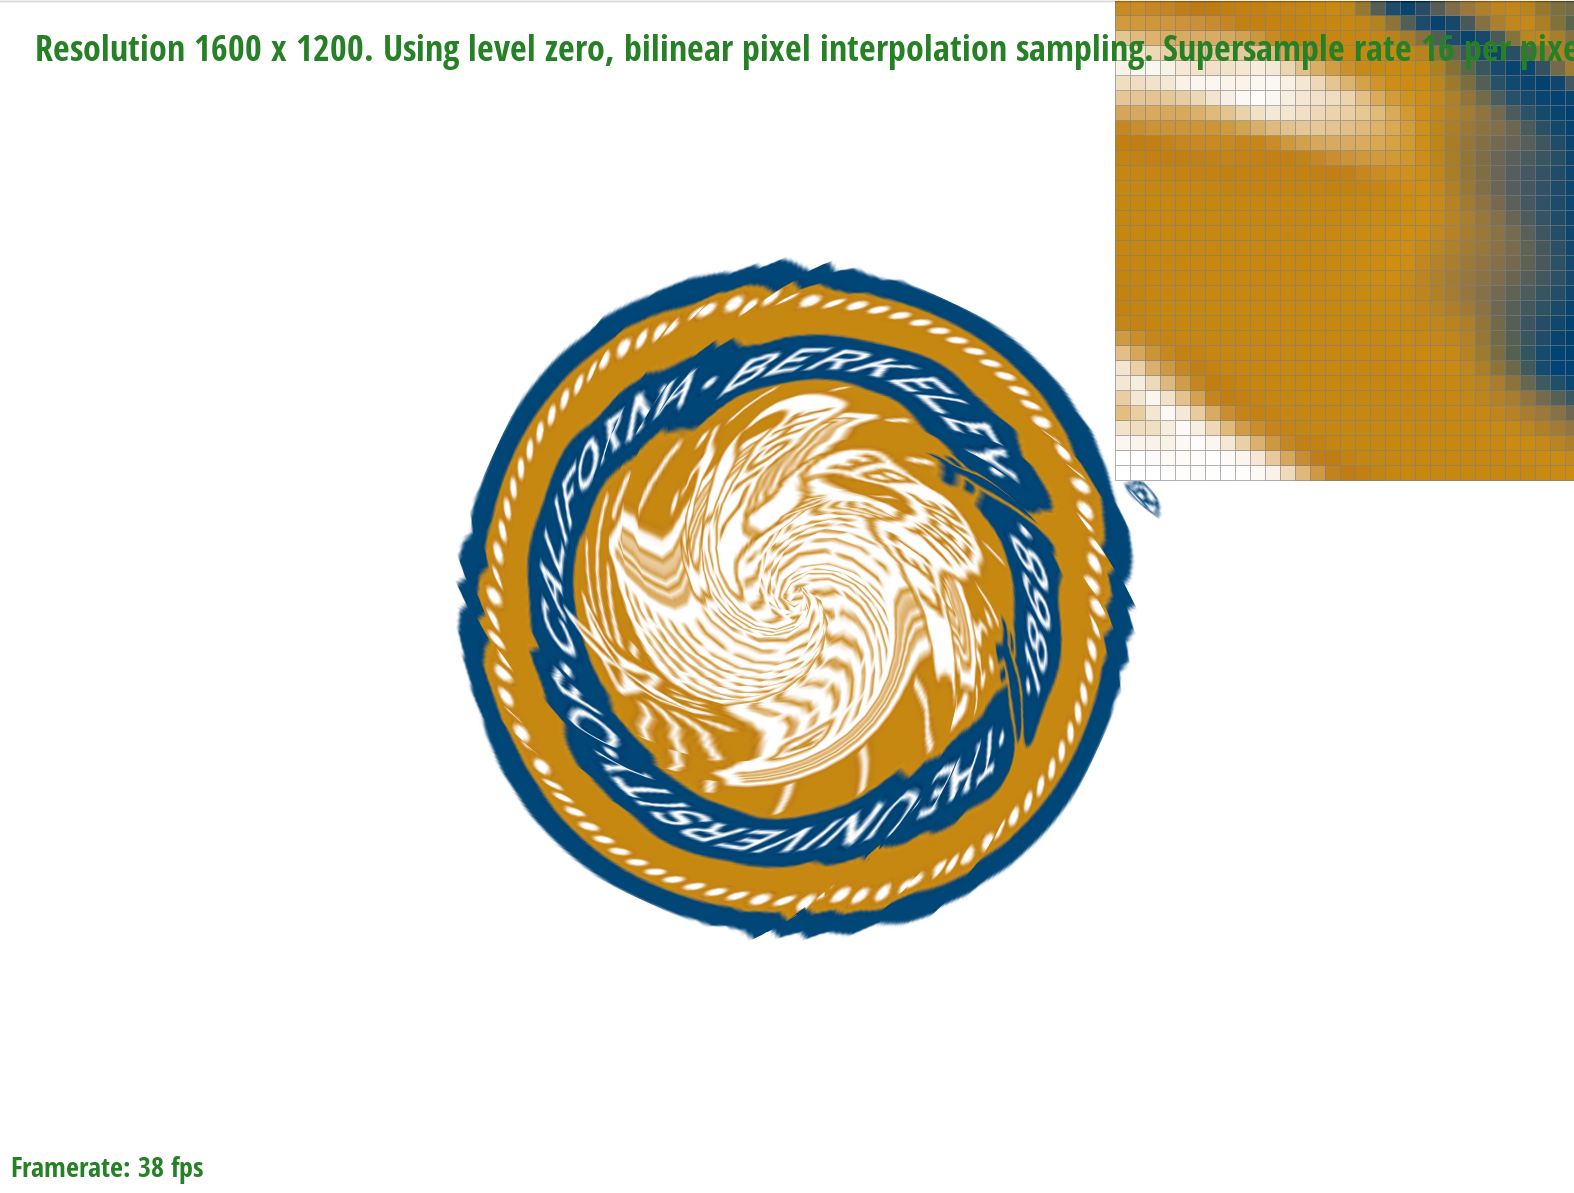 Resolution 1600 x 1200. Using level zero, bilinear pixel interpolation sampling. Supersample rate 16 per pixe
·BERKELEY·
·1868·
·THE·UNIVERSITY·OF·CALIFORNIA
®
Framerate: 38 fps